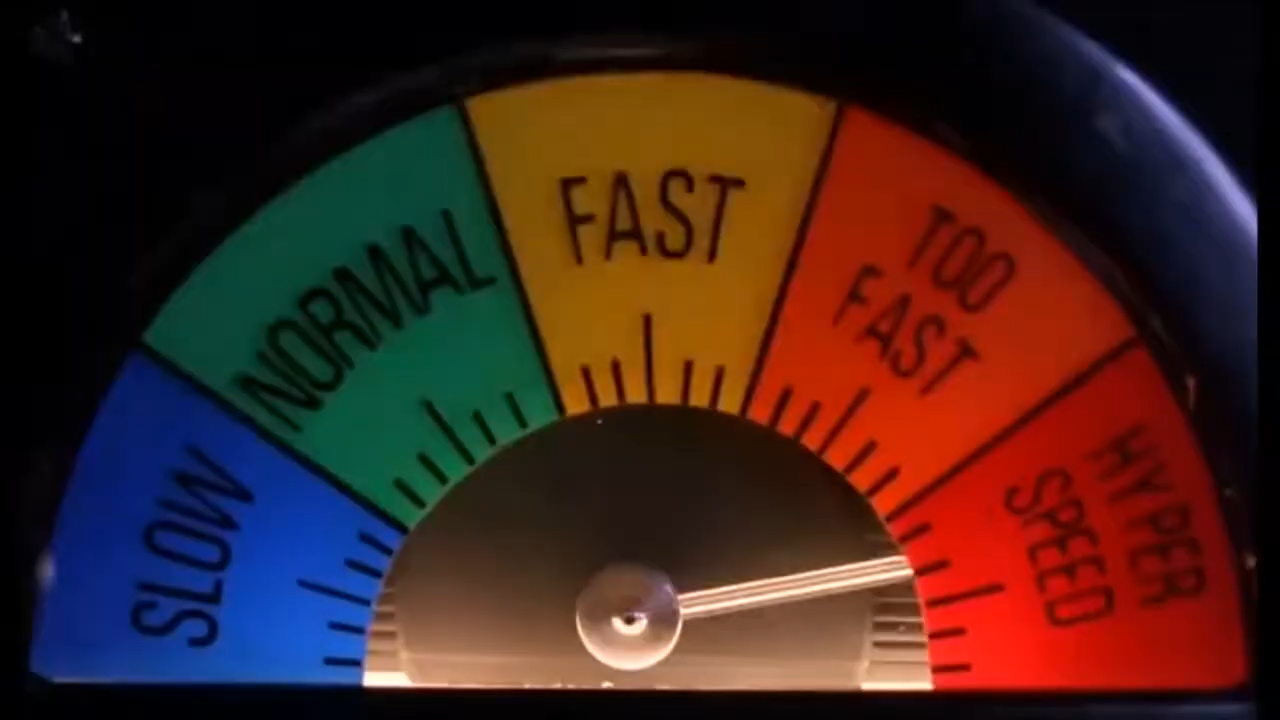 SLOW
NORMAL
FAST
TOO
FAST
HYPER
SPEED